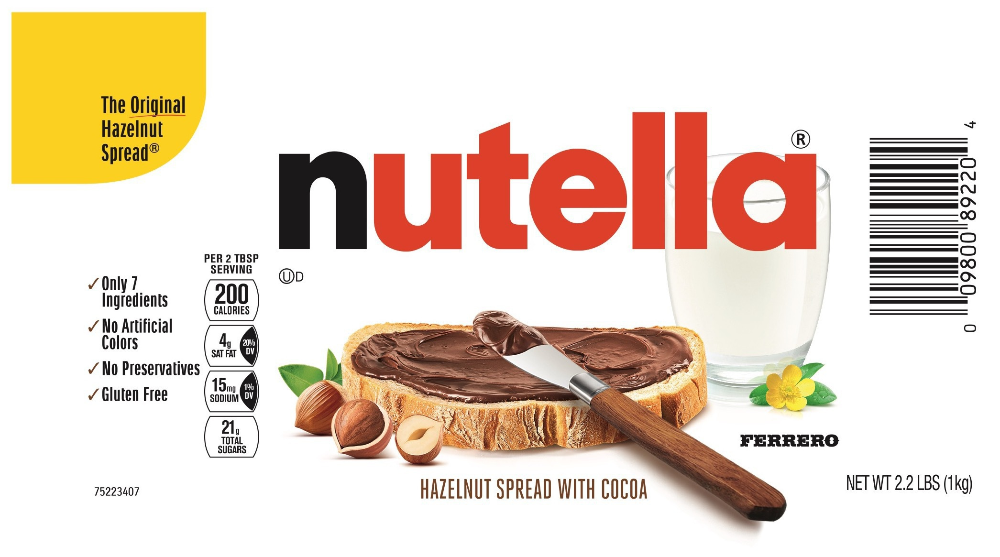 The Original
Hazelnut
Spread®
nutella®
ⓊD
PER 2 TBSP
SERVING
200
CALORIES
4g
SAT FAT
20%
DV
15mg
SODIUM
1%
DV
21g
TOTAL
SUGARS
✓ Only 7
Ingredients
✓ No Artificial
Colors
✓ No Preservatives
✓ Gluten Free
75223407
HAZELNUT SPREAD WITH COCOA
FERRERO
NET WT 2.2 LBS (1kg)
0 09800 89220 4